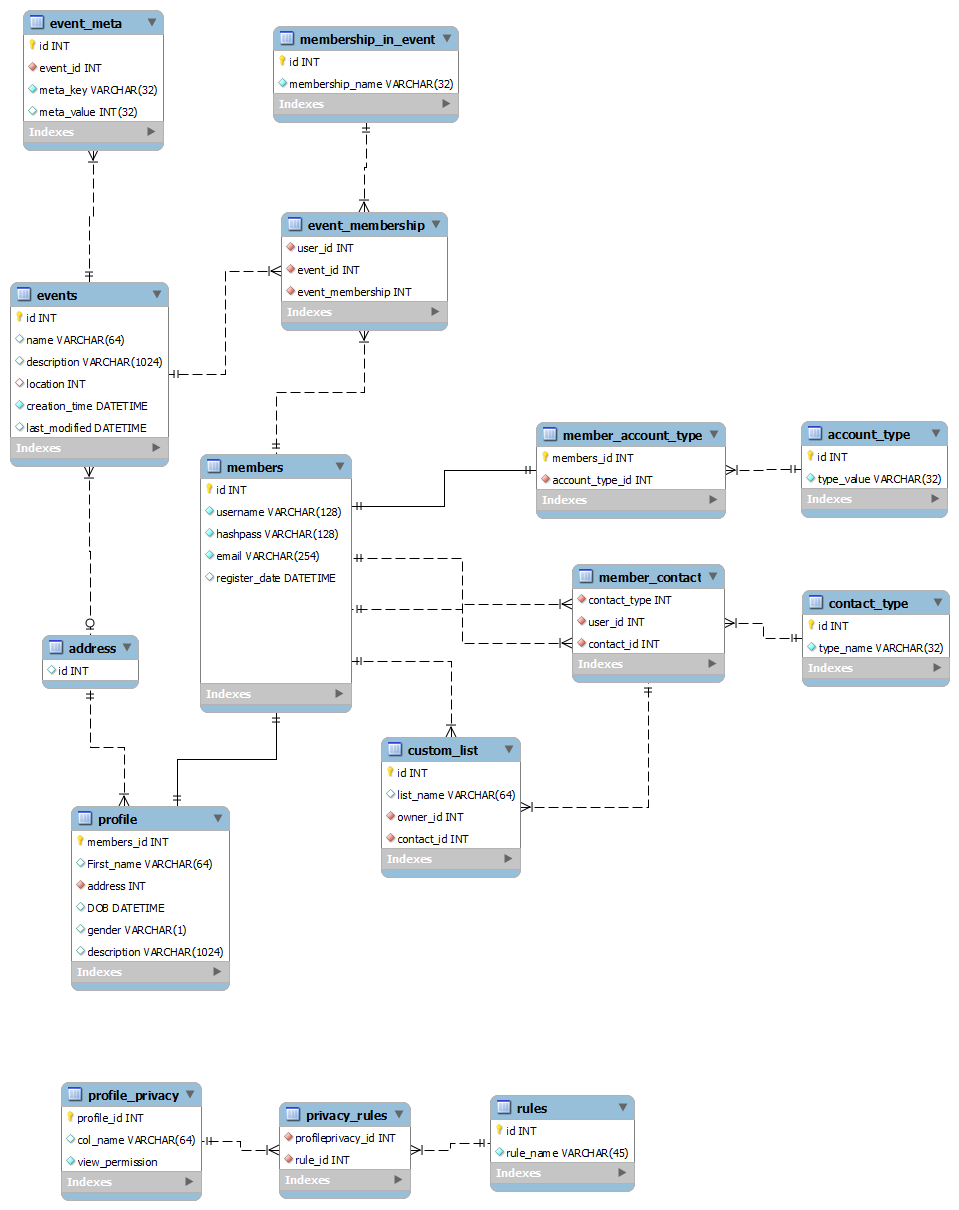 event_meta
id INT
event_id INT
meta_key VARCHAR(32)
meta_value INT(32)
Indexes
membership_in_event
id INT
membership_name VARCHAR(32)
Indexes
event_membership
user_id INT
event_id INT
event_membership INT
Indexes
events
id INT
name VARCHAR(64)
description VARCHAR(1024)
location INT
creation_time DATETIME
last_modified DATETIME
Indexes
members
id INT
username VARCHAR(128)
hashpass VARCHAR(128)
email VARCHAR(254)
register_date DATETIME
Indexes
member_account_type
members_id INT
account_type_id INT
Indexes
account_type
id INT
type_value VARCHAR(32)
Indexes
member_contact
contact_type INT
user_id INT
contact_id INT
Indexes
contact_type
id INT
type_name VARCHAR(32)
Indexes
address
id INT
custom_list
id INT
list_name VARCHAR(64)
owner_id INT
contact_id INT
Indexes
profile
members_id INT
First_name VARCHAR(64)
address INT
DOB DATETIME
gender VARCHAR(1)
description VARCHAR(1024)
Indexes
profile_privacy
profile_id INT
col_name VARCHAR(64)
view_permission
Indexes
privacy_rules
profileprivacy_id INT
rule_id INT
Indexes
rules
id INT
rule_name VARCHAR(45)
Indexes